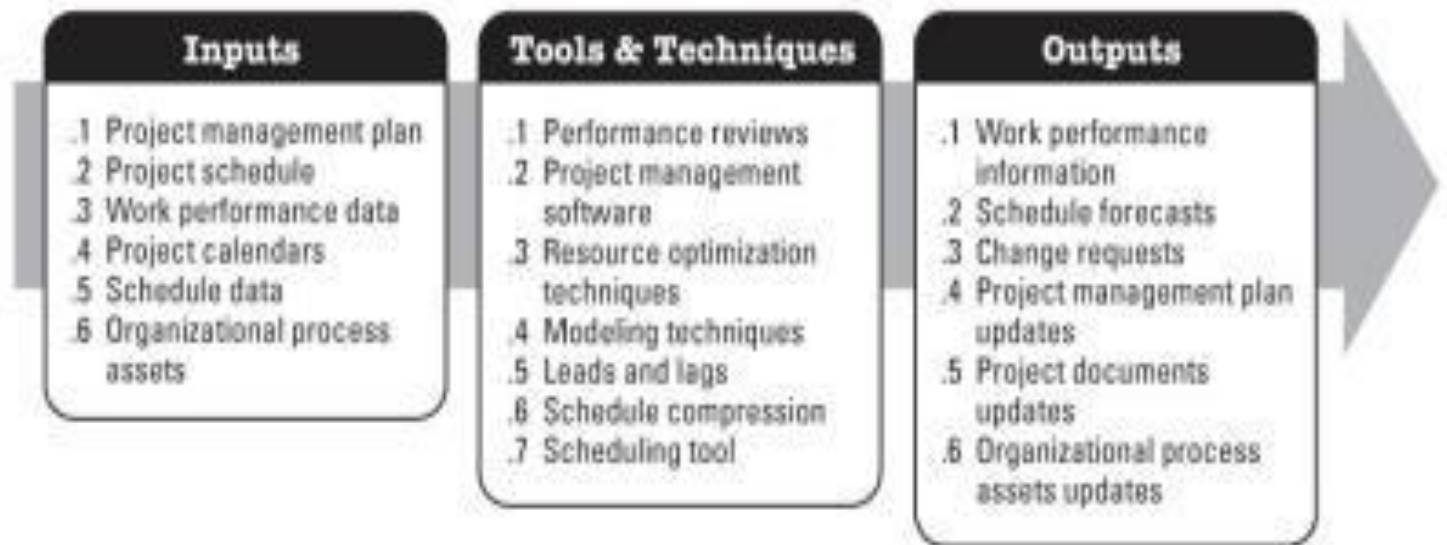 Inputs
.1 Project management plan
.2 Project schedule
.3 Work performance data
.4 Project calendars
.5 Schedule data
.6 Organizational process
assets
Tools & Techniques
.1 Performance reviews
.2 Project management
software
.3 Resource optimization
techniques
.4 Modeling techniques
.5 Leads and lags
.6 Schedule compression
.7 Scheduling tool
Outputs
.1 Work performance
information
.2 Schedule forecasts
.3 Change requests
.4 Project management plan
updates
.5 Project documents
updates
.6 Organizational process
assets updates